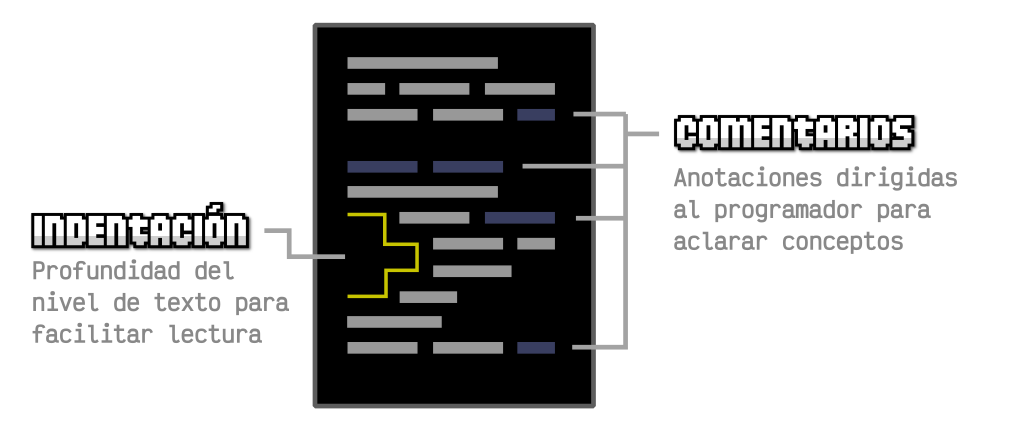 INDENTACIÓN
Profundidad del
nivel de texto para
facilitar lectura
COMENTARIOS
Anotaciones dirigidas
al programador para
aclarar conceptos